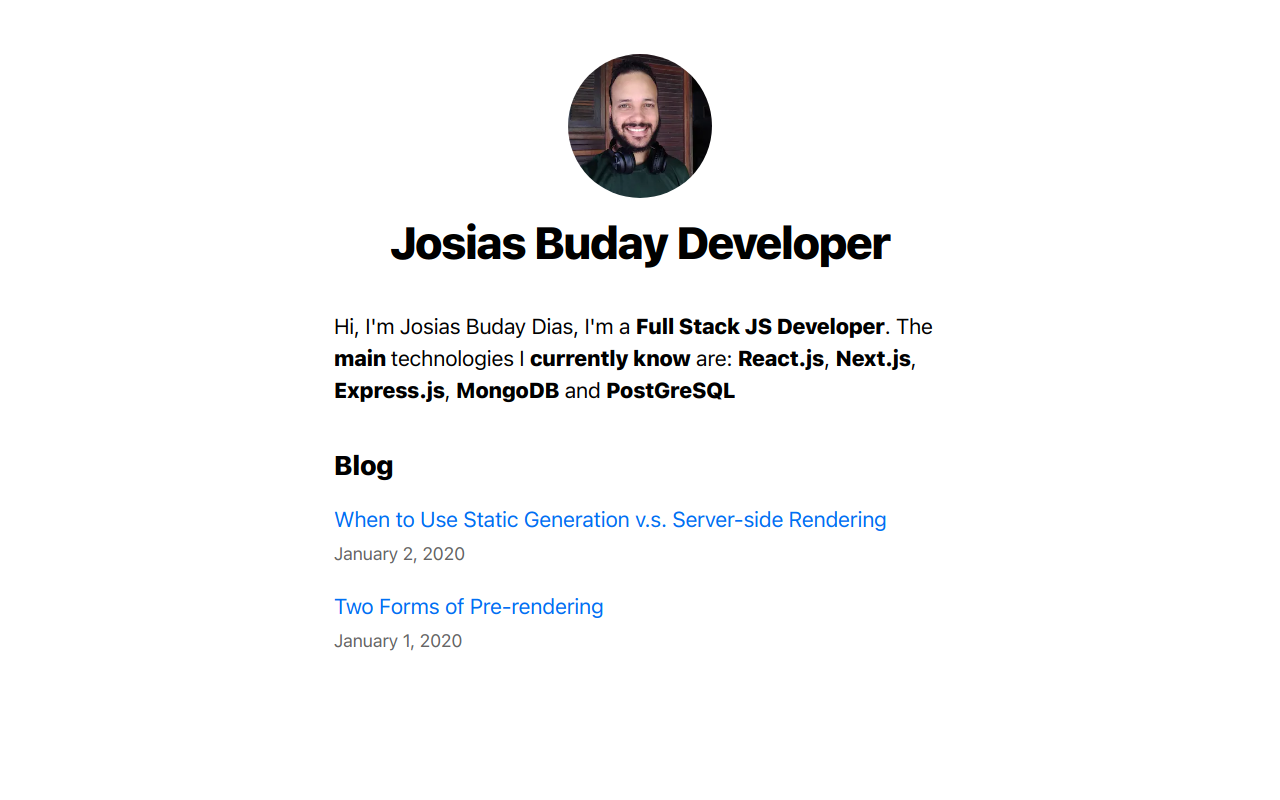 Josias Buday Developer
Hi, I'm Josias Buday Dias, I'm a Full Stack JS Developer. The
main technologies I currently know are: React.js, Next.js,
Express.js, MongoDB and PostGreSQL
Blog
When to Use Static Generation v.s. Server-side Rendering
January 2, 2020
Two Forms of Pre-rendering
January 1, 2020